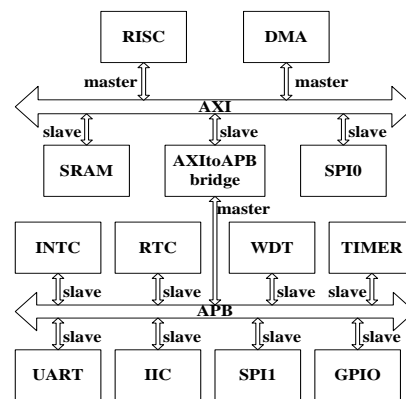 RISC DMA
master master
AXI
slave slave slave
SRAM AXItoAPB SPI0
bridge
master
INTC RTC WDT TIMER
slave slave slave slave
APB
slave slave slave slave
UART IIC SPI1 GPIO